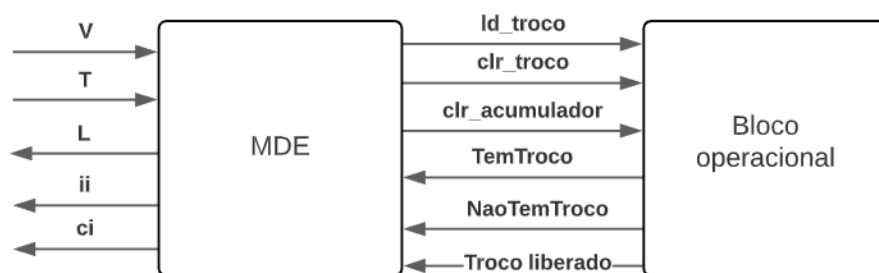 V
T
L
ii
ci
MDE
ld_troco
clr_troco
clr_acumulador
TemTroco
NaoTemTroco
Troco liberado
Bloco
operacional